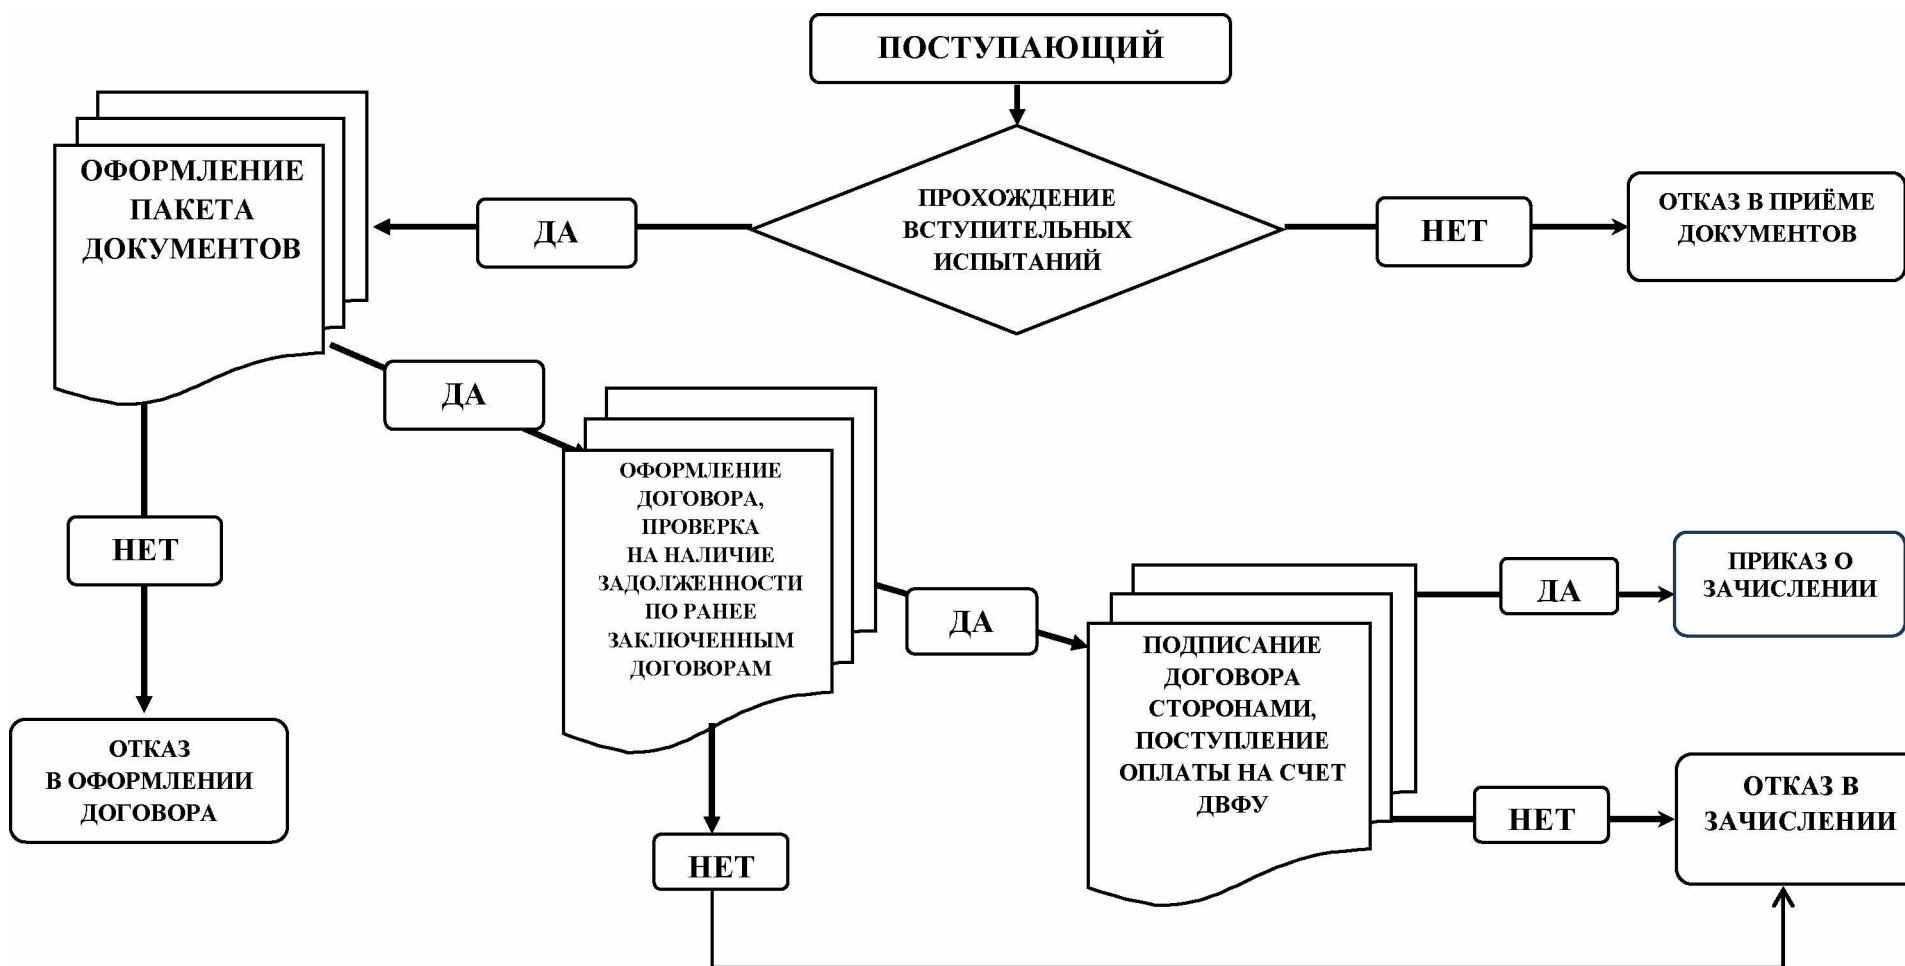 ПОСТУПАЮЩИЙ
ПРОХОЖДЕНИЕ
ВСТУПИТЕЛЬНЫХ
ИСПЫТАНИЙ
ДА
НЕТ
ОТКАЗ В ПРИЁМЕ
ДОКУМЕНТОВ
ОФОРМЛЕНИЕ
ПАКЕТА
ДОКУМЕНТОВ
ДА
НЕТ
ОТКАЗ
В ОФОРМЛЕНИИ
ДОГОВОРА
ОФОРМЛЕНИЕ
ДОГОВОРА,
ПРОВЕРКА
НА НАЛИЧИЕ
ЗАДОЛЖЕННОСТИ
ПО РАНЕЕ
ЗАКЛЮЧЕННЫМ
ДОГОВОРАМ
ДА
НЕТ
ПОДПИСАНИЕ
ДОГОВОРА
СТОРОНАМИ,
ПОСТУПЛЕНИЕ
ОПЛАТЫ НА СЧЕТ
ДВФУ
ДА
ПРИКАЗ О
ЗАЧИСЛЕНИИ
НЕТ
ОТКАЗ В
ЗАЧИСЛЕНИИ